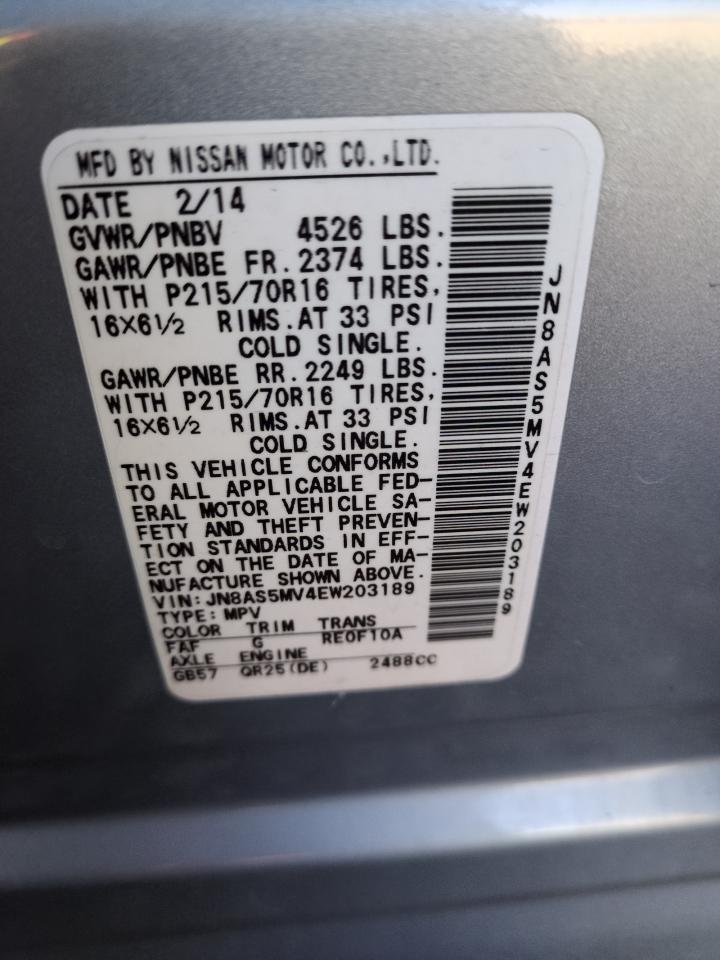 MFD BY NISSAN MOTOR CO.,LTD.
DATE 2/14
GVWR/PNBV 4526 LBS.
GAWR/PNBE FR.2374 LBS.
WITH P215/70R16 TIRES,
16X6 1/2 RIMS.AT 33 PSI
COLD SINGLE.
GAWR/PNBE RR.2249 LBS.
WITH P215/70R16 TIRES,
16X6 1/2 RIMS.AT 33 PSI
COLD SINGLE.
THIS VEHICLE CONFORMS
TO ALL APPLICABLE FED-
ERAL MOTOR VEHICLE SA-
FETY AND THEFT PREVEN-
TION STANDARDS IN EFF-
ECT ON THE DATE OF MA-
NUFACTURE SHOWN ABOVE.
VIN:JN8AS5MV4EW203189
TYPE:MPV
COLOR TRIM TRANS
FAF G RE0F10A
AXLE ENGINE
GB57 QR25(DE) 2488CC
JN8AS5MV4EW203189